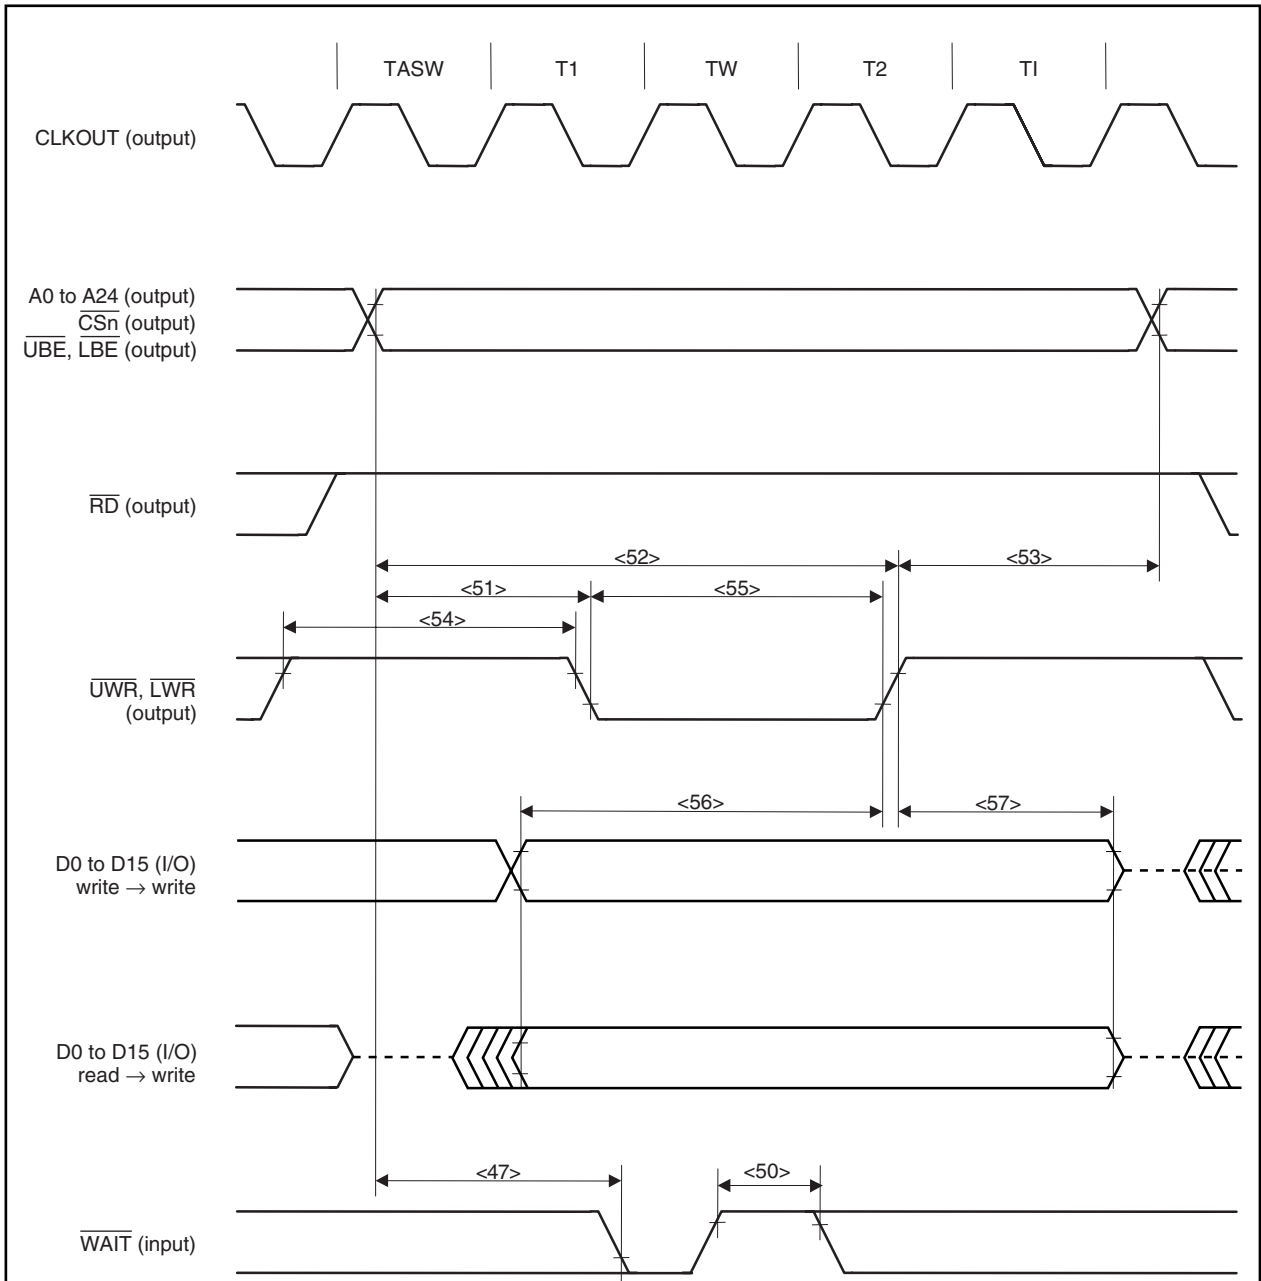 TASW T1 TW T2 TI
CLKOUT (output)
A0 to A24 (output)
CSn (output)
UBE, LBE (output)
RD (output)
<52> <53>
<51> <55>
<54>
UWR, LWR
(output)
<56> <57>
D0 to D15 (I/O)
write → write
D0 to D15 (I/O)
read → write
<47> <50>
WAIT (input)